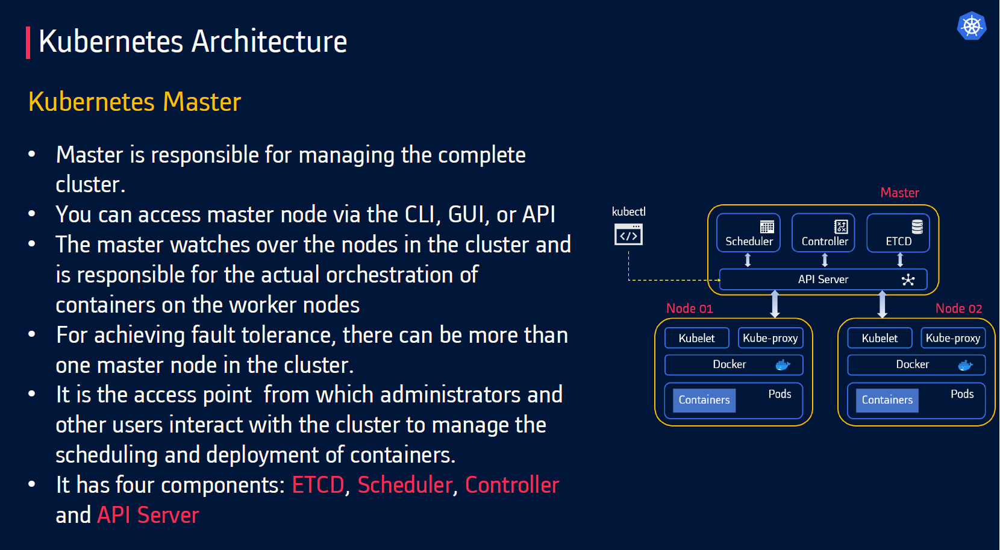 Kubernetes Architecture
Kubernetes Master
• Master is responsible for managing the complete
cluster.
• You can access master node via the CLI, GUI, or API
• The master watches over the nodes in the cluster and
is responsible for the actual orchestration of
containers on the worker nodes
• For achieving fault tolerance, there can be more than
one master node in the cluster.
• It is the access point from which administrators and
other users interact with the cluster to manage the
scheduling and deployment of containers.
• It has four components: ETCD, Scheduler, Controller
and API Server
Master
kubectl
Scheduler
Controller
ETCD
API Server
Node 01
Kubelet
Kube-proxy
Docker
Pods
Containers
Node 02
Kubelet
Kube-proxy
Docker
Pods
Containers